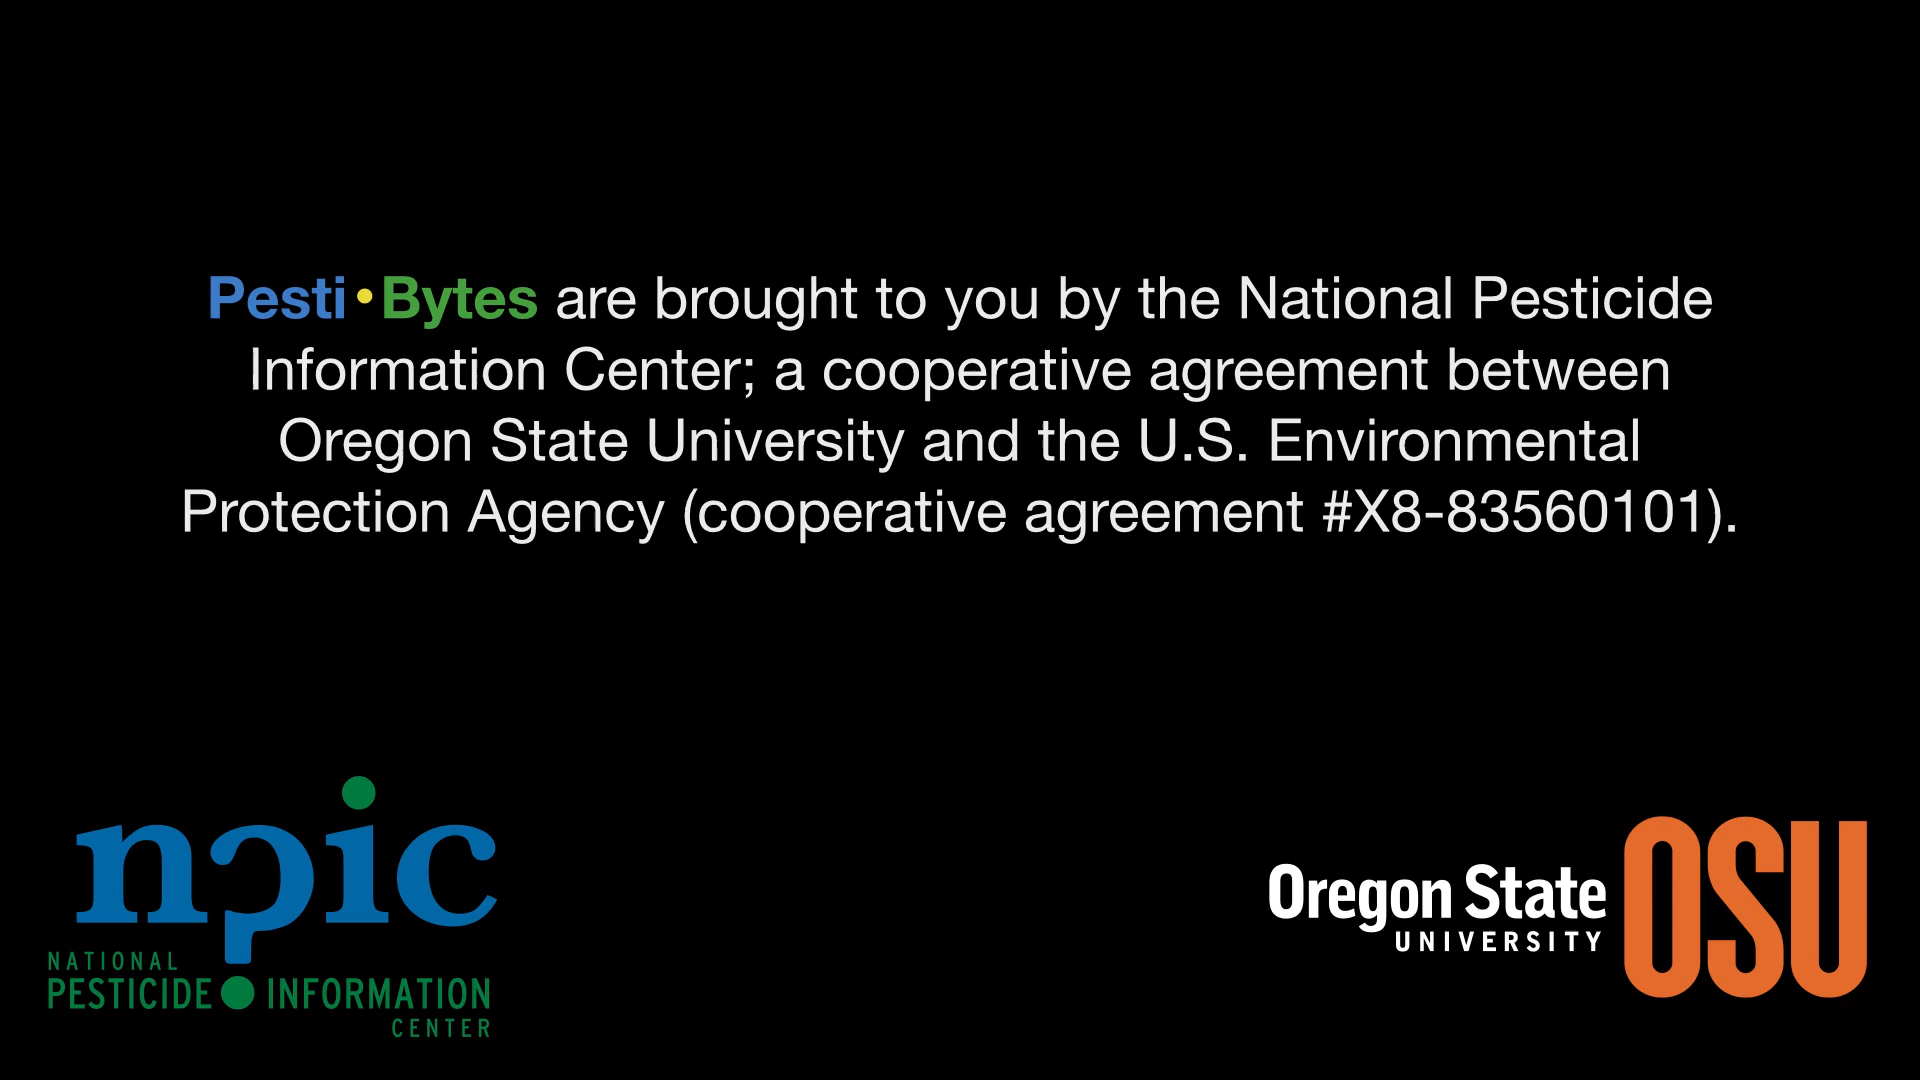 Pesti•Bytes are brought to you by the National Pesticide
Information Center; a cooperative agreement between
Oregon State University and the U.S. Environmental
Protection Agency (cooperative agreement #X8-83560101).
npic
NATIONAL
PESTICIDE • INFORMATION
CENTER
Oregon State
UNIVERSITY
OSU